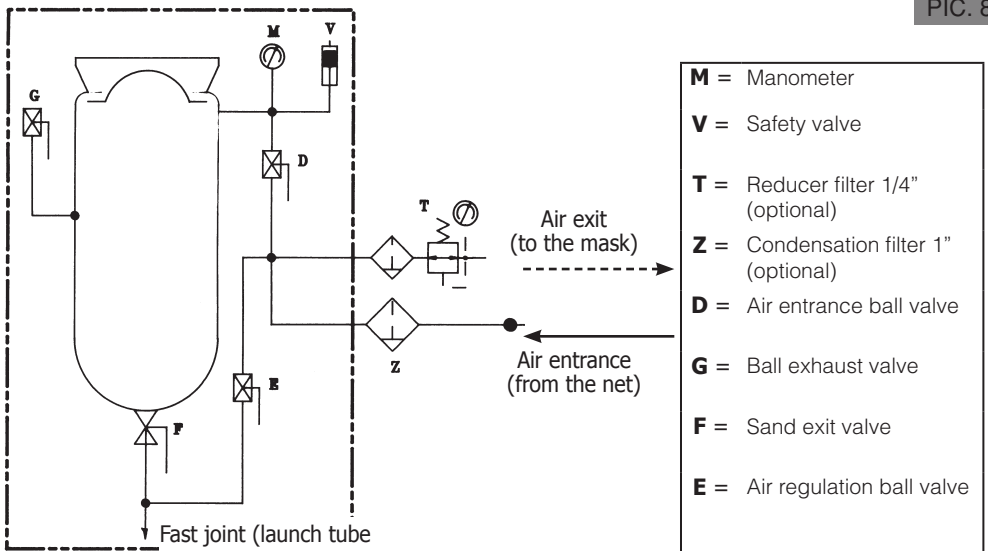 PIC. 8
M
V
G
D
T
Air exit
(to the mask)
Z
Air entrance
(from the net)
E
F
Fast joint (launch tube
M = Manometer
V = Safety valve
T = Reducer filter 1/4”
(optional)
Z = Condensation filter 1”
(optional)
D = Air entrance ball valve
G = Ball exhaust valve
F = Sand exit valve
E = Air regulation ball valve